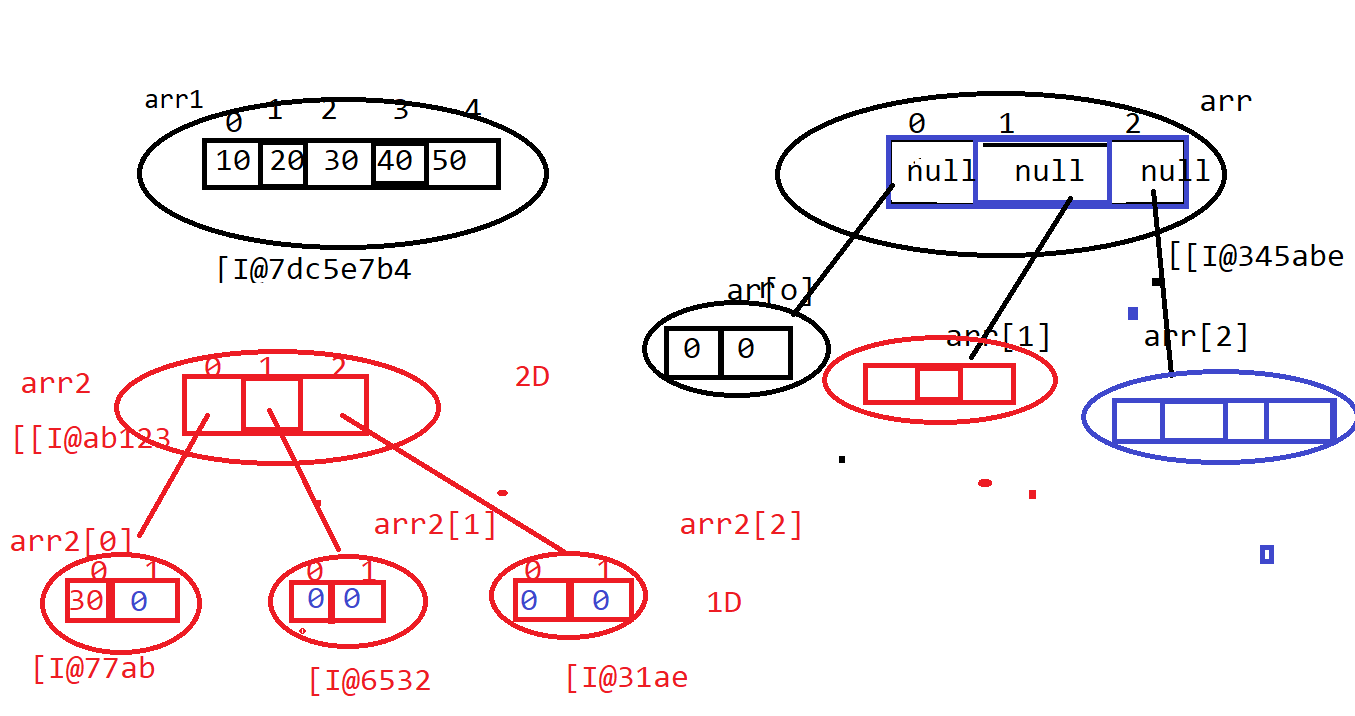 arr1
0 1 2 3 4
10 20 30 40 50
[I@7dc5e7b4
arr
0 1 2
null null null
[[I@345abe
arr[o]
0 0
arr[1]
arr[2]
arr2
0 1 2
2D
[[I@ab123
arr2[0]
arr2[1]
arr2[2]
0 1
30 0
0 1
0 0
0 1
0 0
1D
[I@77ab
[I@6532
[I@31ae